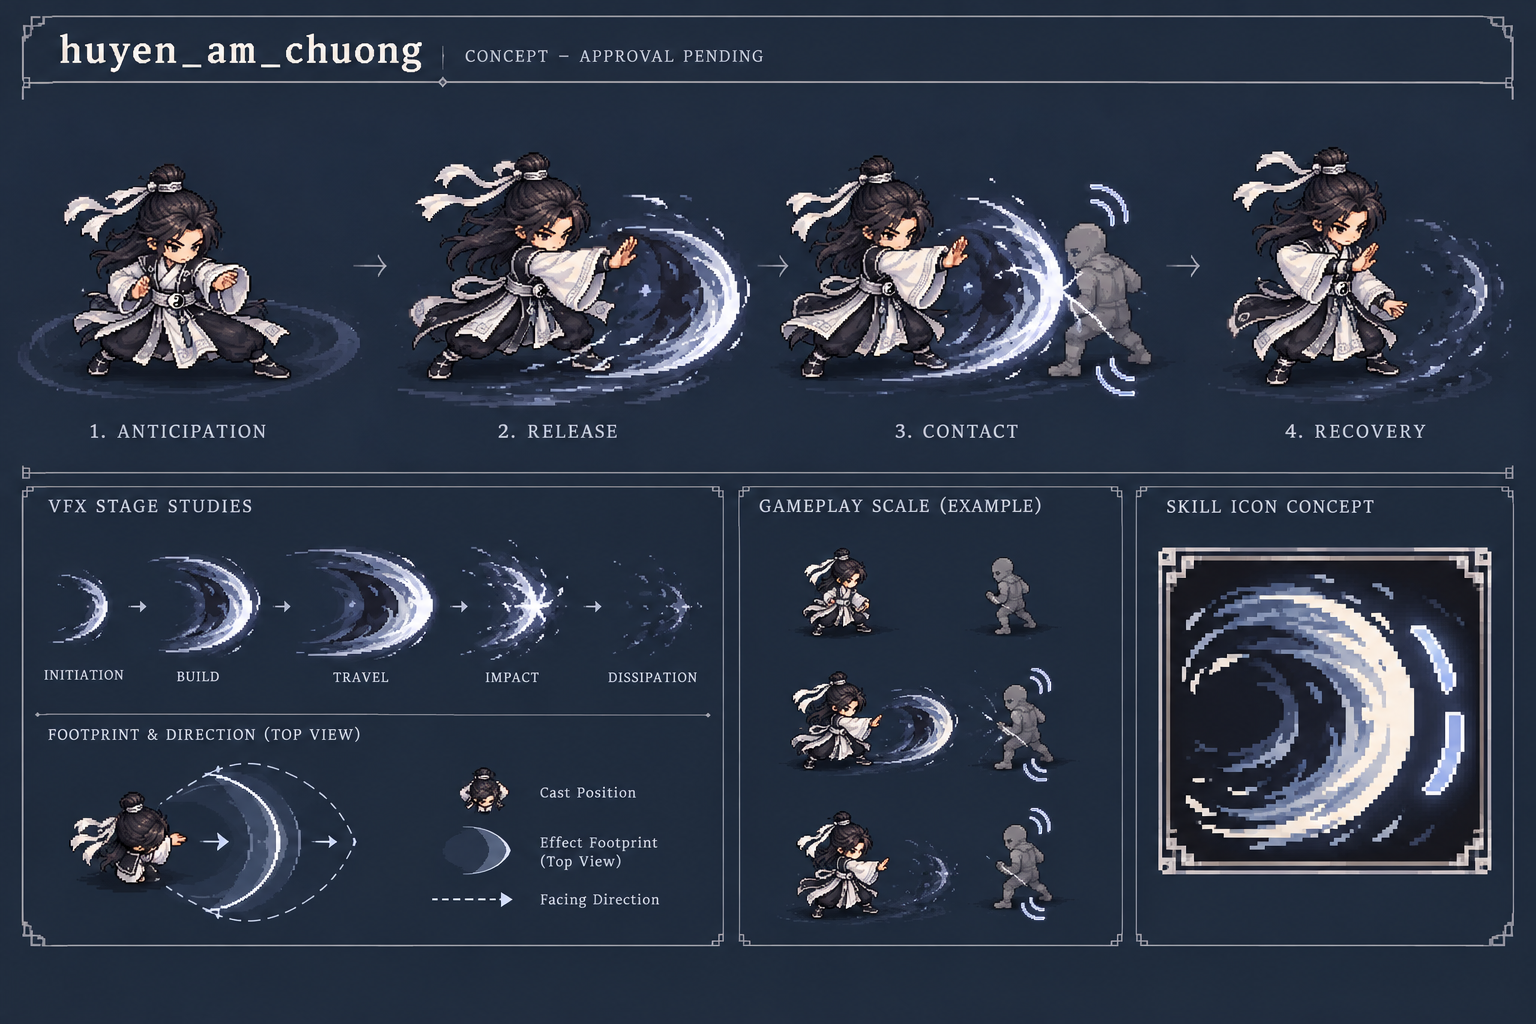 huyen_am_chuong
CONCEPT – APPROVAL PENDING
1. ANTICIPATION
2. RELEASE
3. CONTACT
4. RECOVERY
VFX STAGE STUDIES
INITIATION
BUILD
TRAVEL
IMPACT
DISSIPATION
FOOTPRINT & DIRECTION (TOP VIEW)
Cast Position
Effect Footprint
(Top View)
Facing Direction
GAMEPLAY SCALE (EXAMPLE)
SKILL ICON CONCEPT